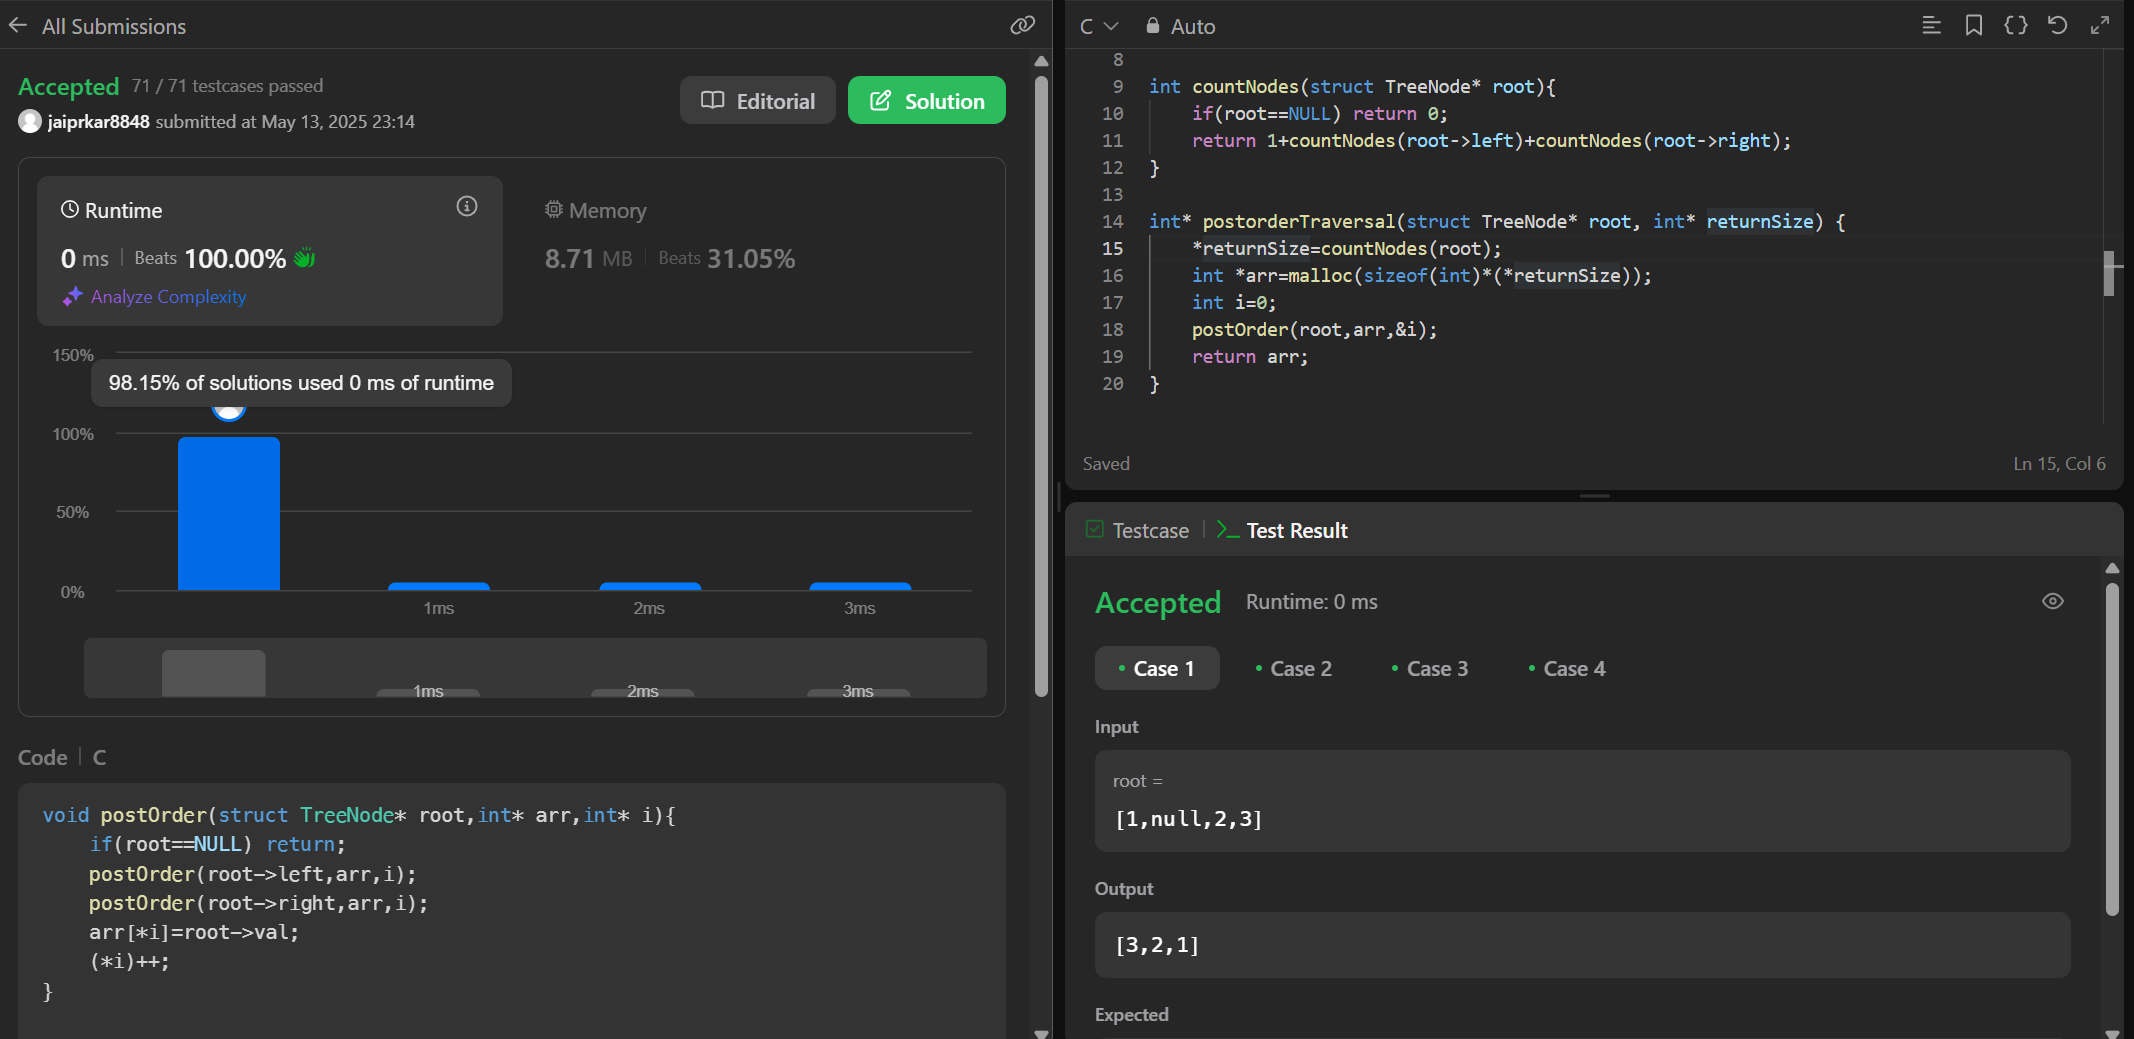 All Submissions
Accepted 71 / 71 testcases passed
jaiprkar8848 submitted at May 13, 2025 23:14
Editorial
Solution
Runtime
0 ms | Beats 100.00%
Analyze Complexity
Memory
8.71 MB | Beats 31.05%
150%
98.15% of solutions used 0 ms of runtime
100%
50%
0%
1ms 2ms 3ms
1ms 2ms 3ms
Code | C
void postOrder(struct TreeNode* root,int* arr,int* i){
    if(root==NULL) return;
    postOrder(root->left,arr,i);
    postOrder(root->right,arr,i);
    arr[*i]=root->val;
    (*i)++;
}
C Auto
8
9 int countNodes(struct TreeNode* root){
10     if(root==NULL) return 0;
11     return 1+countNodes(root->left)+countNodes(root->right);
12 }
13
14 int* postorderTraversal(struct TreeNode* root, int* returnSize) {
15     *returnSize=countNodes(root);
16     int *arr=malloc(sizeof(int)*(*returnSize));
17     int i=0;
18     postOrder(root,arr,&i);
19     return arr;
20 }
Saved
Ln 15, Col 6
Testcase | Test Result
Accepted Runtime: 0 ms
• Case 1 • Case 2 • Case 3 • Case 4
Input
root =
[1,null,2,3]
Output
[3,2,1]
Expected